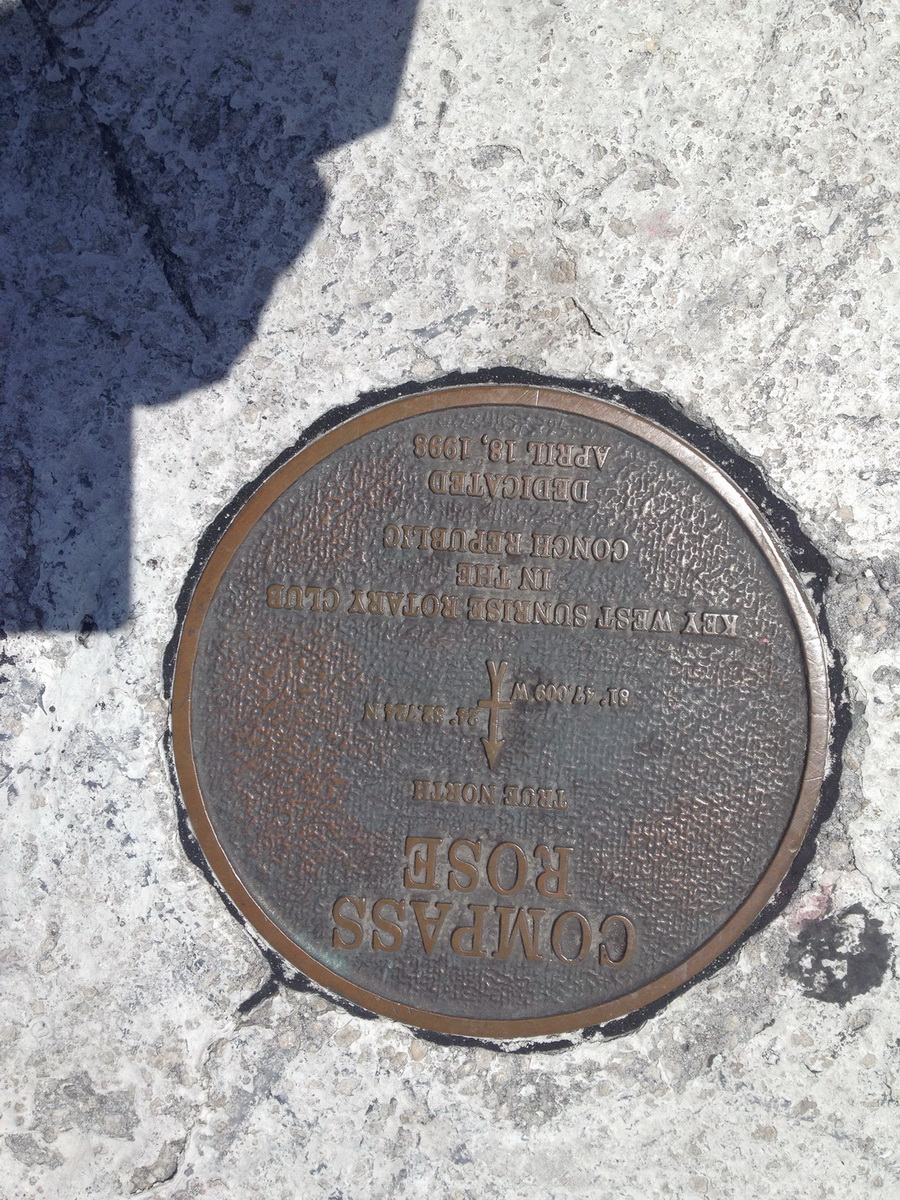 COMPASS
ROSE
TRUE NORTH
81° 47.009 W 24° 32.724 N
KEY WEST SUNRISE ROTARY CLUB
IN THE
CONCH REPUBLIC
DEDICATED
APRIL 18, 1998